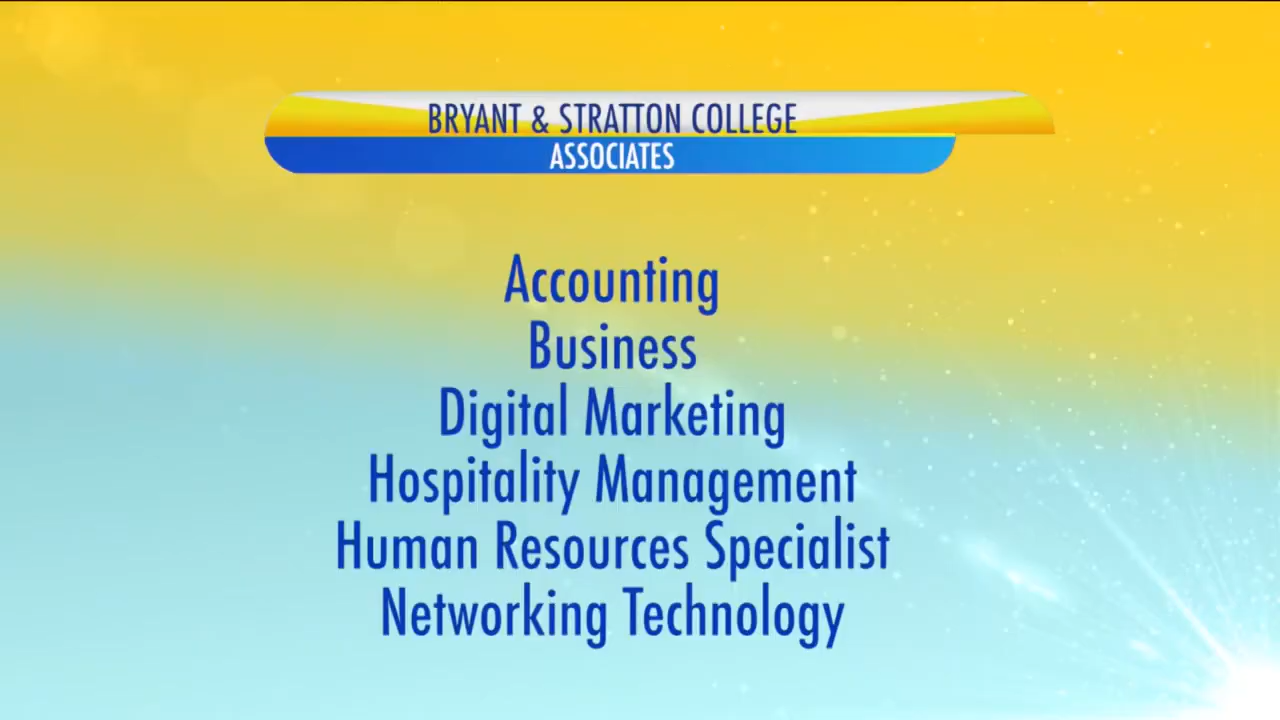 BRYANT & STRATTON COLLEGE
ASSOCIATES
Accounting
Business
Digital Marketing
Hospitality Management
Human Resources Specialist
Networking Technology